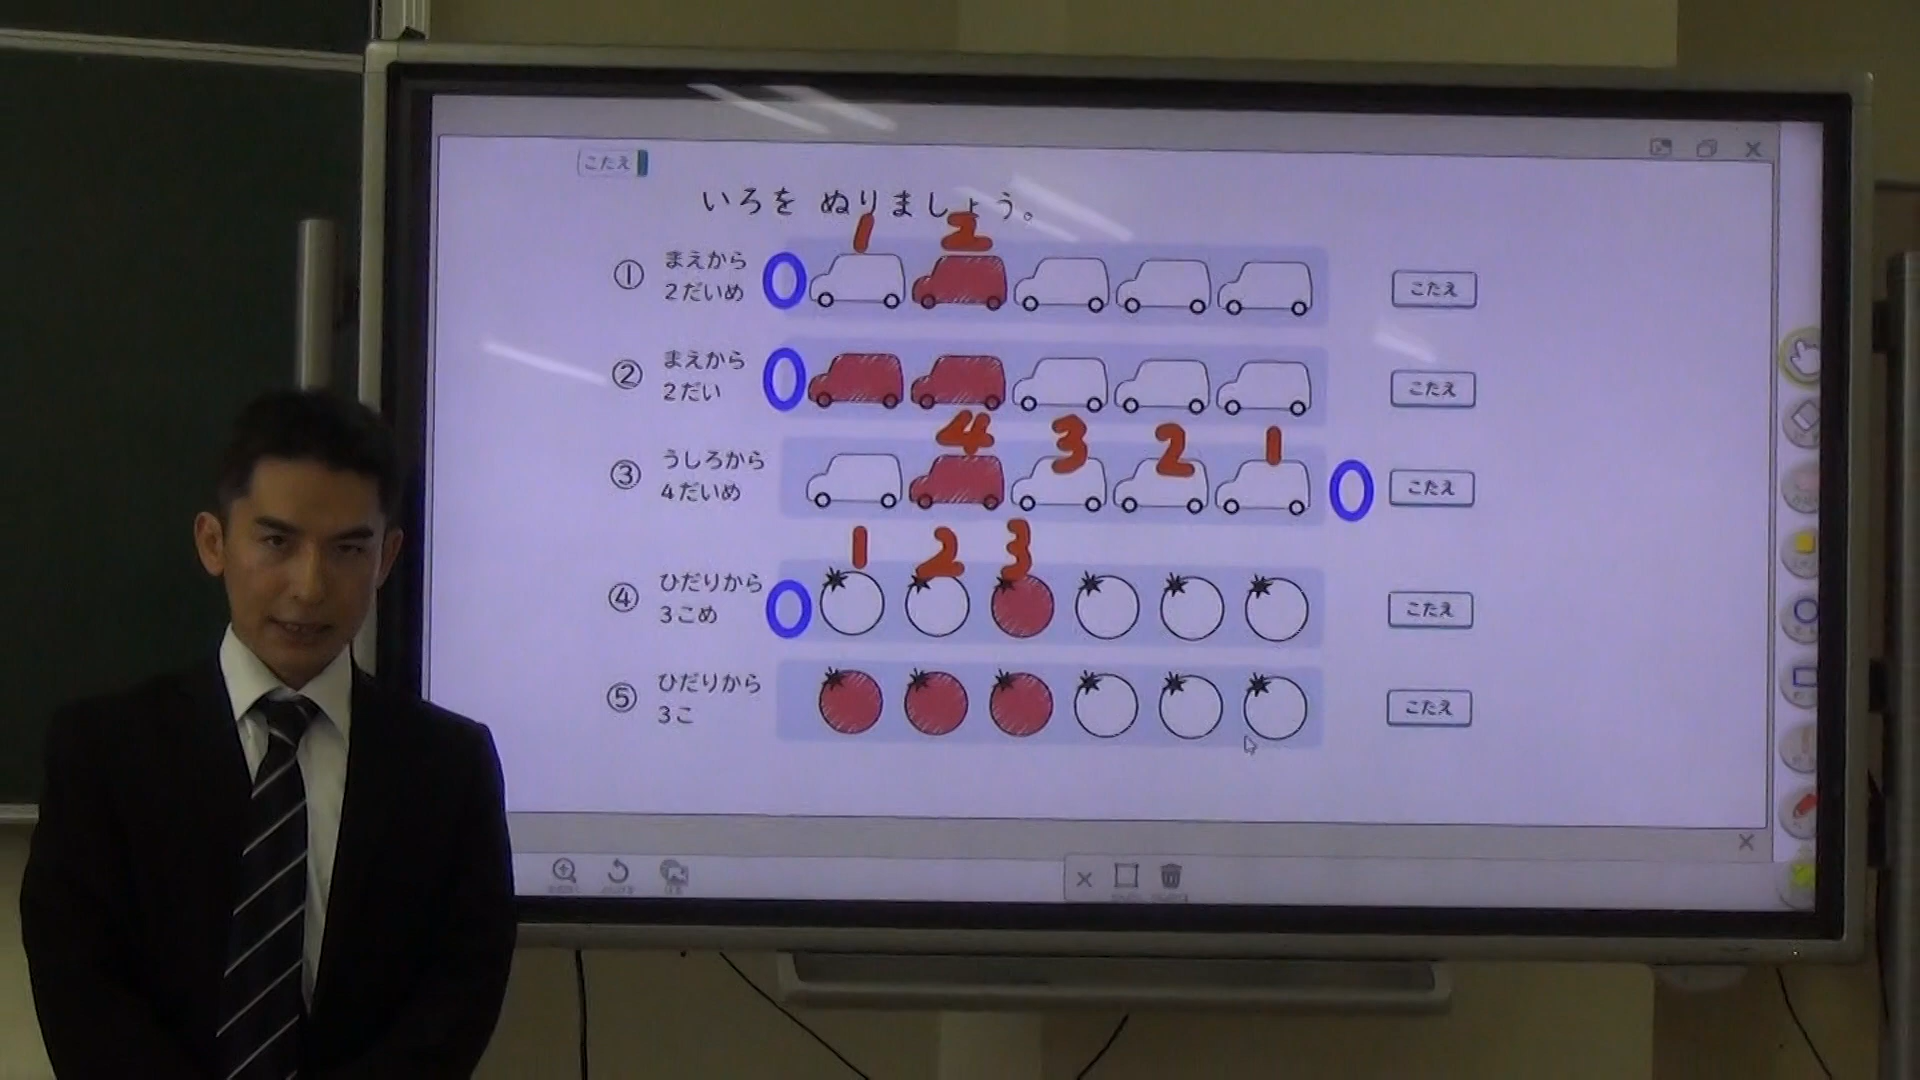 こたえ
いろを ぬりましょう。
1 2
① まえから
2だいめ
こたえ
② まえから
2だい
こたえ
4 3 2 1
③ うしろから
4だいめ
こたえ
1 2 3
④ ひだりから
3こめ
こたえ
⑤ ひだりから
3こ
こたえ